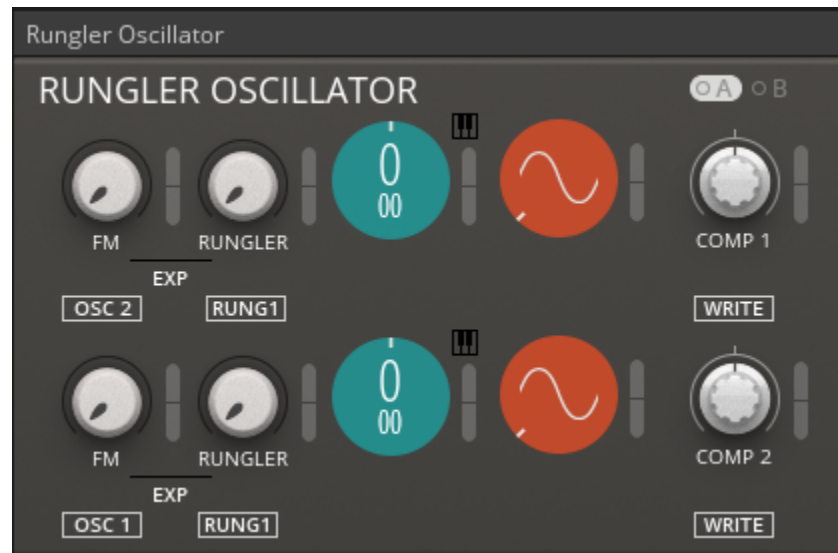 Rungler Oscillator
RUNGLER OSCILLATOR
A B
0
00
FM RUNGLER COMP 1
EXP
OSC 2 RUNG1 WRITE
0
00
FM RUNGLER COMP 2
EXP
OSC 1 RUNG1 WRITE